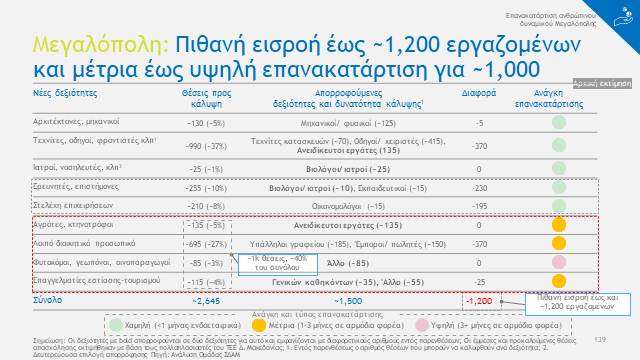 Επανακατάρτιση ανθρώπινου
δυναμικού Μεγαλόπολης
Μεγαλόπολη: Πιθανή εισροή έως ~1,200 εργαζομένων
και μέτρια έως υψηλή επανακατάρτιση για ~1,000
Αρχική εκτίμηση
Νέες δεξιότητες Θέσεις προς κάλυψη Απορροφούμενες δεξιότητες και δυνατότητα κάλυψης¹ Διαφορά Ανάγκη επανακατάρτισης
Αρχιτέκτονες, μηχανικοί ~130 (~5%) Μηχανικοί/ φυσικοί (~125) -5
Τεχνίτες, οδηγοί, φροντιστές κλπ¹ ~990 (~37%) Τεχνίτες κατασκευών (~70), Οδηγοί/ χειριστές (~415), Ανειδίκευτοι εργάτες (135) -370
Ιατροί, νοσηλευτές, κλπ² ~25 (~1%) Βιολόγοι/ ιατροί (~25) 0
Ερευνητές, επιστήμονες ~255 (~10%) Βιολόγοι/ ιατροί (~10), Εκπαιδευτικοί (~15) -230
Στελέχη επιχειρήσεων ~210 (~8%) Οικονομολόγοι (~15) -195
Αγρότες, κτηνοτρόφοι ~135 (~5%) Ανειδίκευτοι εργάτες (~135) 0
Λοιπό διοικητικό προσωπικό ~695 (~27%) Υπάλληλοι γραφείου (~185), Έμποροι/ πωλητές (~150) -370
Φυτοκόμοι, γεωπόνοι, οινοπαραγωγοί ~85 (~3%) Άλλο (~85) 0
Επαγγελματίες εστίασης-τουρισμού ~115 (~4%) Γενικών καθηκόντων (~35), Άλλο (~55) -25
~1k θέσεις, ~40%
του συνόλου
Σύνολο ~2,645 ~1,500 -1,200
Πιθανή εισροή έως και
~1,200 εργαζομένων
Ανάγκη και τύπος επανακατάρτισης
Χαμηλή (<1 μήνας ενδοεταιρικά) Μέτρια (1-3 μήνες σε αρμόδιο φορέα) Υψηλή (3+ μήνες σε αρμόδιο φορέα)
139